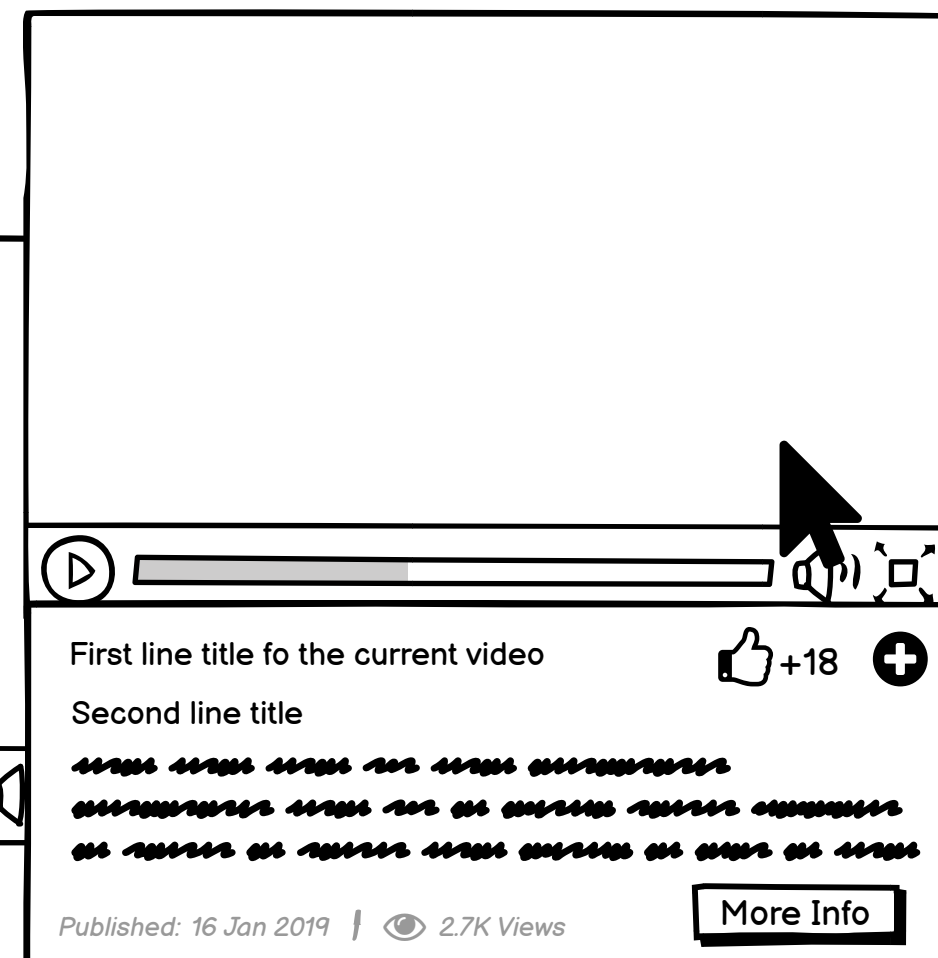 First line title fo the current video
+18
Second line title
Published: 16 Jan 2019 | 2.7K Views
More Info